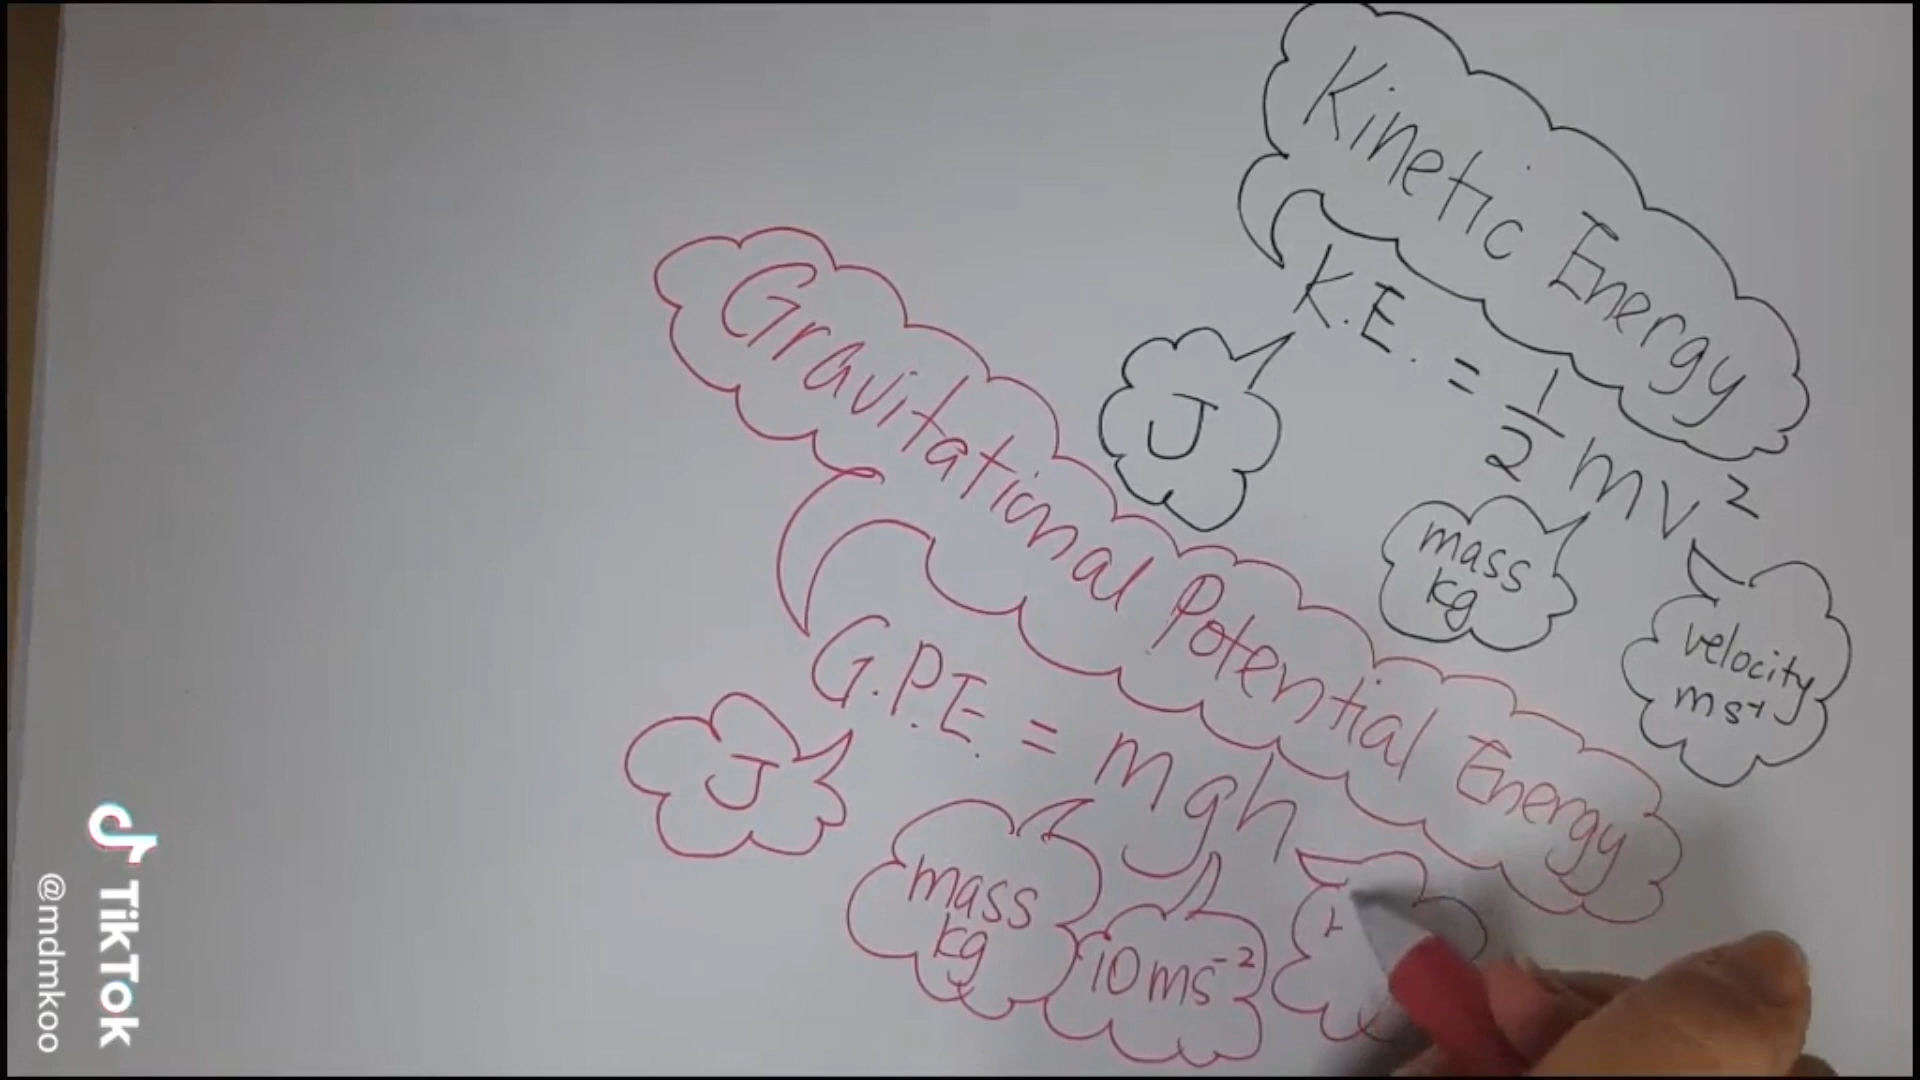 Kinetic Energy
K.E. = 1/2 mv²
J
mass
kg
velocity
ms⁻¹
Gravitational Potential Energy
G.P.E. = mgh
J
mass
kg
10ms⁻²
TikTok
@mdmkoo